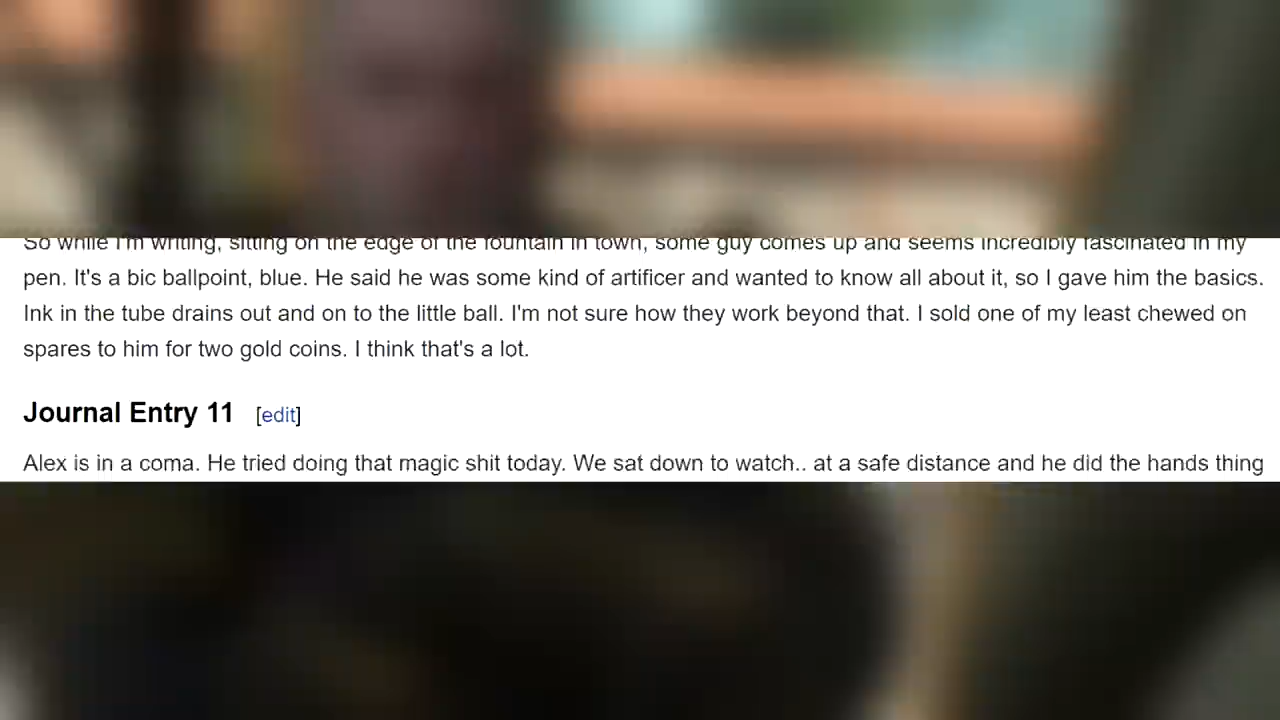 So while I'm writing, sitting on the edge of the fountain in town, some guy comes up and seems incredibly fascinated in my
pen. It's a bic ballpoint, blue. He said he was some kind of artificer and wanted to know all about it, so I gave him the basics.
Ink in the tube drains out and on to the little ball. I'm not sure how they work beyond that. I sold one of my least chewed on
spares to him for two gold coins. I think that's a lot.
Journal Entry 11 [edit]
Alex is in a coma. He tried doing that magic shit today. We sat down to watch.. at a safe distance and he did the hands thing